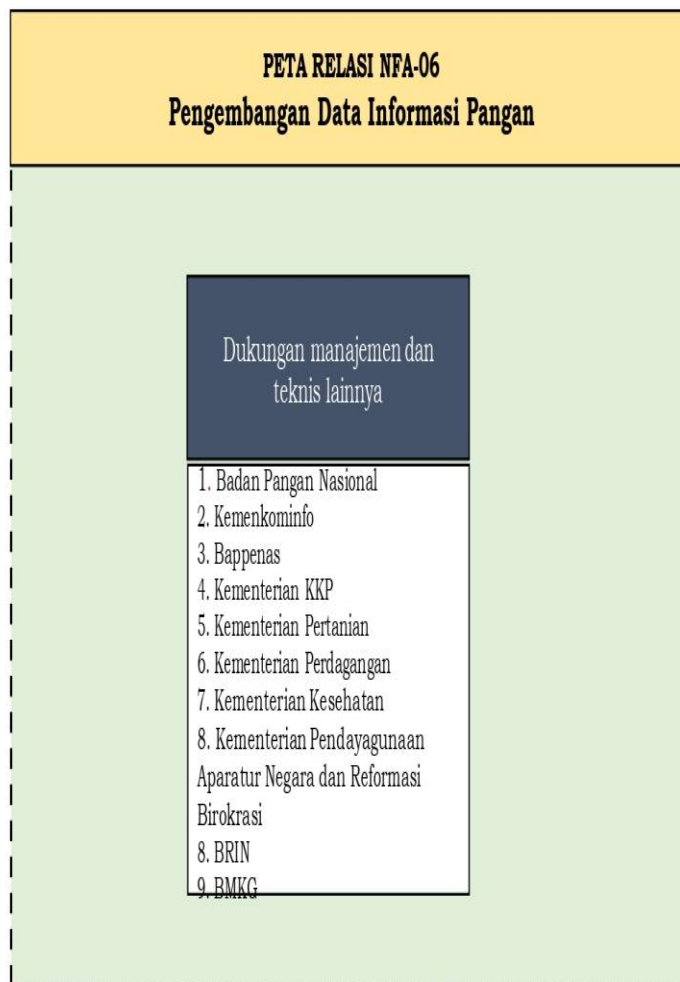 PETA RELASI NFA-06
Pengembangan Data Informasi Pangan
Dukungan manajemen dan
teknis lainnya
1. Badan Pangan Nasional
2. Kemenkominfo
3. Bappenas
4. Kementerian KKP
5. Kementerian Pertanian
6. Kementerian Perdagangan
7. Kementerian Kesehatan
8. Kementerian Pendayagunaan
Aparatur Negara dan Reformasi
Birokrasi
8. BRIN
9. BMKG